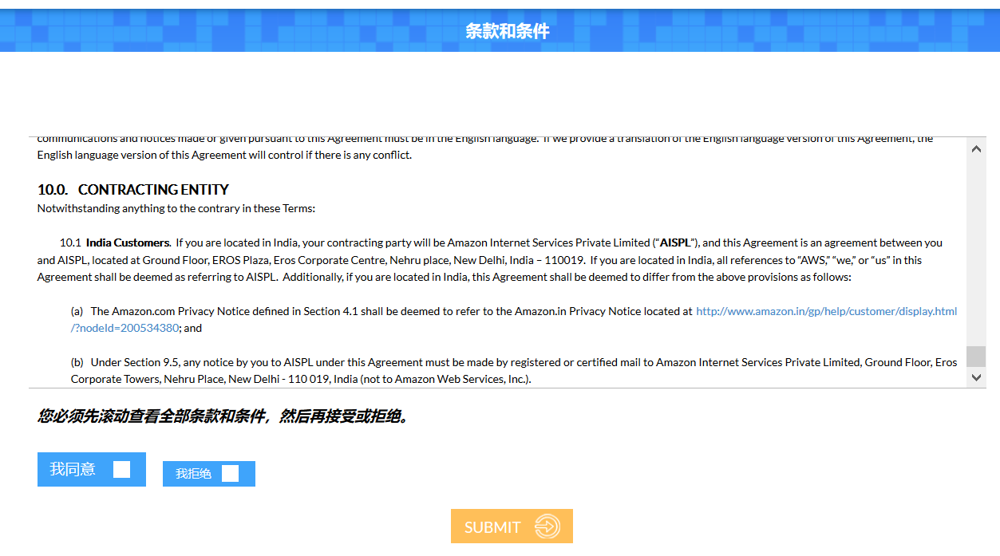 条款和条件
communications and notices made or given pursuant to this Agreement must be in the English language.  If we provide a translation of the English language version of this Agreement, the
English language version of this Agreement will control if there is any conflict.
10.0.   CONTRACTING ENTITY
Notwithstanding anything to the contrary in these Terms:
10.1  India Customers.  If you are located in India, your contracting party will be Amazon Internet Services Private Limited (“AISPL”), and this Agreement is an agreement between you
and AISPL, located at Ground Floor, EROS Plaza, Eros Corporate Centre, Nehru place, New Delhi, India – 110019.  If you are located in India, all references to “AWS,” “we,” or “us” in this
Agreement shall be deemed as referring to AISPL.  Additionally, if you are located in India, this Agreement shall be deemed to differ from the above provisions as follows:
(a)   The Amazon.com Privacy Notice defined in Section 4.1 shall be deemed to refer to the Amazon.in Privacy Notice located at http://www.amazon.in/gp/help/customer/display.html
/?nodeId=200534380; and
(b)   Under Section 9.5, any notice by you to AISPL under this Agreement must be made by registered or certified mail to Amazon Internet Services Private Limited, Ground Floor, Eros
Corporate Towers, Nehru Place, New Delhi - 110 019, India (not to Amazon Web Services, Inc.).
您必须先滚动查看全部条款和条件，然后再接受或拒绝。
我同意
我拒绝
SUBMIT